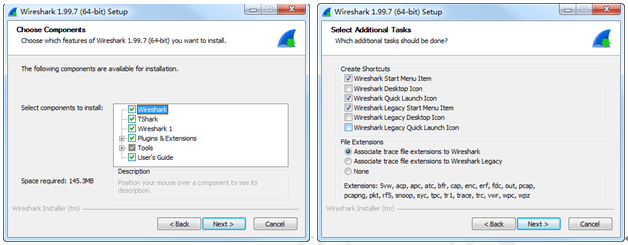 Wireshark 1.99.7 (64-bit) Setup
Choose Components
Choose which features of Wireshark 1.99.7 (64-bit) you want to install.
The following components are available for installation.
Select components to install:
Wireshark
TShark
Wireshark 1
Plugins & Extensions
Tools
User's Guide
Space required: 145.3MB
Description
Position your mouse over a component to see its
description.
Wireshark Installer (tm)
< Back
Next >
Cancel
Wireshark 1.99.7 (64-bit) Setup
Select Additional Tasks
Which additional tasks should be done?
Create Shortcuts
Wireshark Start Menu Item
Wireshark Desktop Icon
Wireshark Quick Launch Icon
Wireshark Legacy Start Menu Item
Wireshark Legacy Desktop Icon
Wireshark Legacy Quick Launch Icon
File Extensions
Associate trace file extensions to Wireshark
Associate trace file extensions to Wireshark Legacy
None
Extensions: 5vw, acp, apc, atc, bfr, cap, enc, erf, fdc, out, pcap,
pcapng, pkt, rf5, snoop, syc, tpc, tr1, trace, trc, vwr, wpc, wpz
Wireshark Installer (tm)
< Back
Next >
Cancel